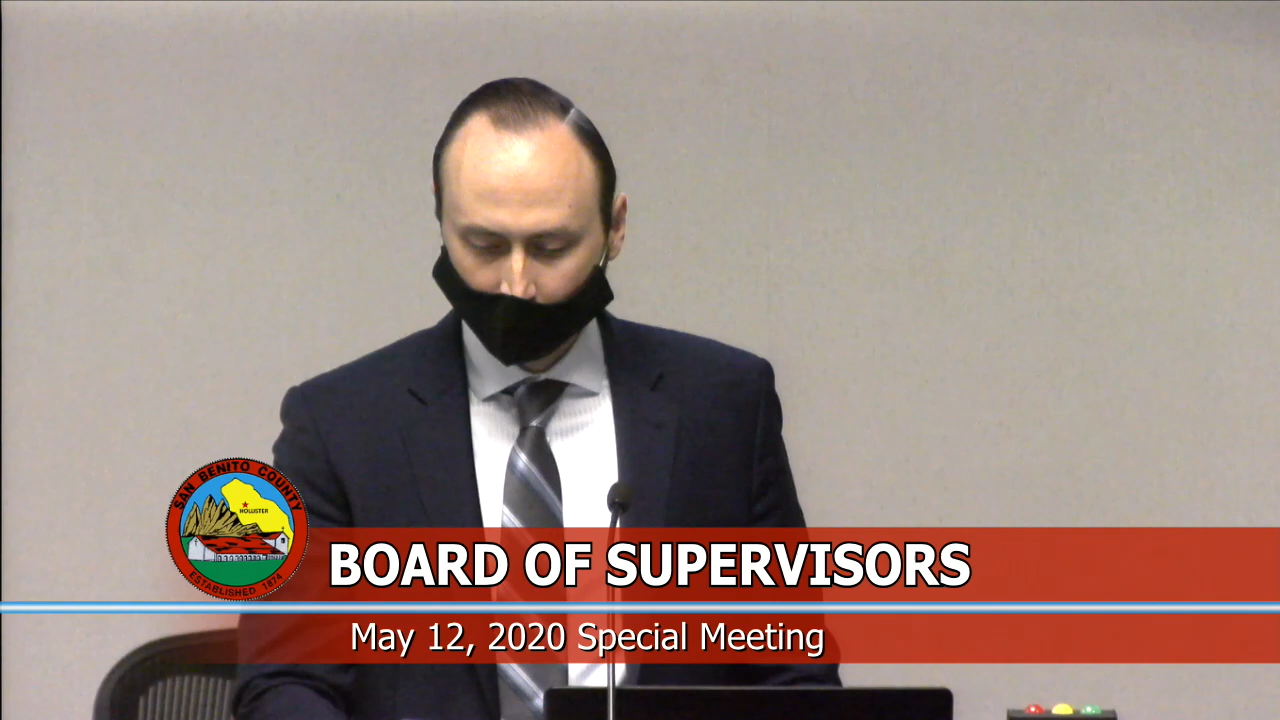 SAN BENITO COUNTY
HOLLISTER
ESTABLISHED 1874
BOARD OF SUPERVISORS
May 12, 2020 Special Meeting